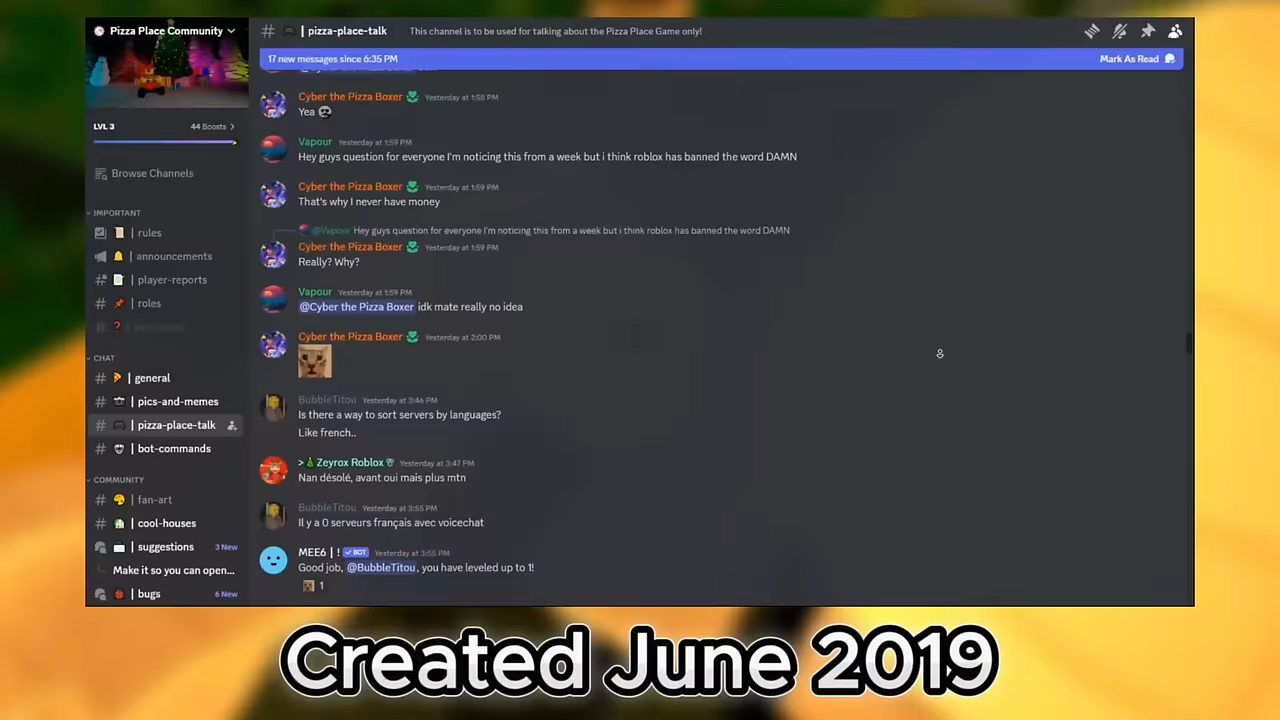 Pizza Place Community
LVL 3
44 Boosts
Browse Channels
IMPORTANT
| rules
| announcements
| player-reports
| roles
CHAT
| general
| pics-and-memes
| pizza-place-talk
| bot-commands
COMMUNITY
| fan-art
| cool-houses
| suggestions 3 New
Make it so you can open...
| bugs 6 New
| pizza-place-talk
This channel is to be used for talking about the Pizza Place Game only!
17 new messages since 6:35 PM
Mark As Read
Cyber the Pizza Boxer Yesterday at 1:58 PM
Yea
Vapour Yesterday at 1:59 PM
Hey guys question for everyone I'm noticing this from a week but i think roblox has banned the word DAMN
Cyber the Pizza Boxer Yesterday at 1:59 PM
That's why I never have money
@Vapour Hey guys question for everyone I'm noticing this from a week but i think roblox has banned the word DAMN
Cyber the Pizza Boxer Yesterday at 1:59 PM
Really? Why?
Vapour Yesterday at 1:59 PM
@Cyber the Pizza Boxer idk mate really no idea
Cyber the Pizza Boxer Yesterday at 2:00 PM
BubbleTitou Yesterday at 3:46 PM
Is there a way to sort servers by languages?
Like french..
> Zeyrox Roblox Yesterday at 3:47 PM
Nan désolé, avant oui mais plus mtn
BubbleTitou Yesterday at 3:55 PM
Il y a 0 serveurs français avec voicechat
MEE6 | ! BOT Yesterday at 3:55 PM
Good job, @BubbleTitou, you have leveled up to 1!
1
Created June 2019